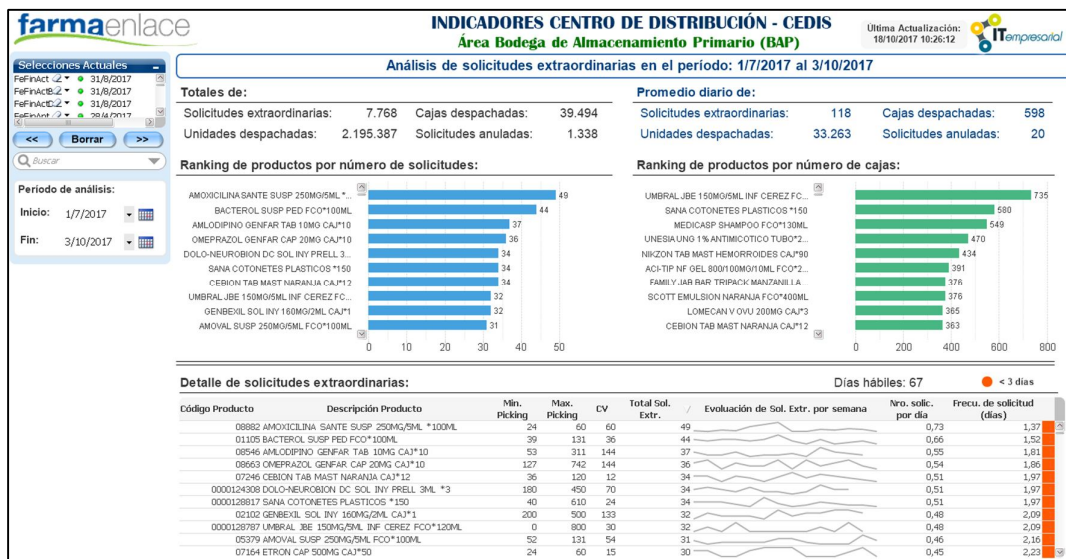 farmaenlace
INDICADORES CENTRO DE DISTRIBUCIÓN - CEDIS
Área Bodega de Almacenamiento Primario (BAP)
Última Actualización:
18/10/2017 10:26:12
ITempresarial
Selecciones Actuales
FeFinAct 31/8/2017
FeFinActB 31/8/2017
FeFinActD 31/8/2017
<< Borrar >>
Buscar
Período de análisis:
Inicio: 1/7/2017
Fin: 3/10/2017
Análisis de solicitudes extraordinarias en el período: 1/7/2017 al 3/10/2017
Totales de:
Solicitudes extraordinarias: 7.768 Cajas despachadas: 39.494
Unidades despachadas: 2.195.387 Solicitudes anuladas: 1.338
Promedio diario de:
Solicitudes extraordinarias: 118 Cajas despachadas: 598
Unidades despachadas: 33.263 Solicitudes anuladas: 20
Ranking de productos por número de solicitudes:
AMOXICILINA SANTE SUSP 250MG/5ML *... 49
BACTEROL SUSP PED FCO*100ML 44
AMLODIPINO GENFAR TAB 10MG CAJ*10 37
OMEPRAZOL GENFAR CAP 20MG CAJ*10 36
DOLO-NEUROBION DC SOL INY PRELL 3... 34
SANA COTONETES PLASTICOS *150 34
CEBION TAB MAST NARANJA CAJ*12 34
UMBRAL JBE 150MG/5ML INF CEREZ FC... 32
GENBEXIL SOL INY 160MG/2ML CAJ*1 32
AMOVAL SUSP 250MG/5ML FCO*100ML 31
0 10 20 30 40 50
Ranking de productos por número de cajas:
UMBRAL JBE 150MG/5ML INF CEREZ FC... 735
SANA COTONETES PLASTICOS *150 580
MEDICASP SHAMPOO FCO*130ML 549
UNESIA UNG 1% ANTIMICOTICO TUBO*2... 470
NIKZON TAB MAST HEMORROIDES CAJ*90 434
ACI-TIP NF GEL 800/100MG/10ML FCO*2... 391
FAMILY JAB BAR TRIPACK MANZANILLA... 376
SCOTT EMULSION NARANJA FCO*400ML 376
LOMECAN V OVU 200MG CAJ*3 365
CEBION TAB MAST NARANJA CAJ*12 363
0 200 400 600 800
Detalle de solicitudes extraordinarias:
Días hábiles: 67 < 3 días
Código Producto Descripción Producto Min. Picking Max. Picking CV Total Sol. Extr. / Evaluación de Sol. Extr. por semana Nro. solic. por día Frecu. de solicitud (días)
08882 AMOXICILINA SANTE SUSP 250MG/5ML *100ML 24 60 60 49 0,73 1,37
01105 BACTEROL SUSP PED FCO*100ML 39 131 36 44 0,66 1,52
08546 AMLODIPINO GENFAR TAB 10MG CAJ*10 53 311 144 37 0,55 1,81
08663 OMEPRAZOL GENFAR CAP 20MG CAJ*10 127 742 144 36 0,54 1,86
07246 CEBION TAB MAST NARANJA CAJ*12 36 120 12 34 0,51 1,97
0000124308 DOLO-NEUROBION DC SOL INY PRELL 3ML *3 180 450 70 34 0,51 1,97
0000128817 SANA COTONETES PLASTICOS *150 40 610 24 34 0,51 1,97
02102 GENBEXIL SOL INY 160MG/2ML CAJ*1 200 500 133 32 0,48 2,09
0000128787 UMBRAL JBE 150MG/5ML INF CEREZ FCO*120ML 0 800 30 32 0,48 2,09
05379 AMOVAL SUSP 250MG/5ML FCO*100ML 52 131 54 31 0,46 2,16
07164 ETRON CAP 500MG CAJ*50 24 60 15 30 0,45 2,23